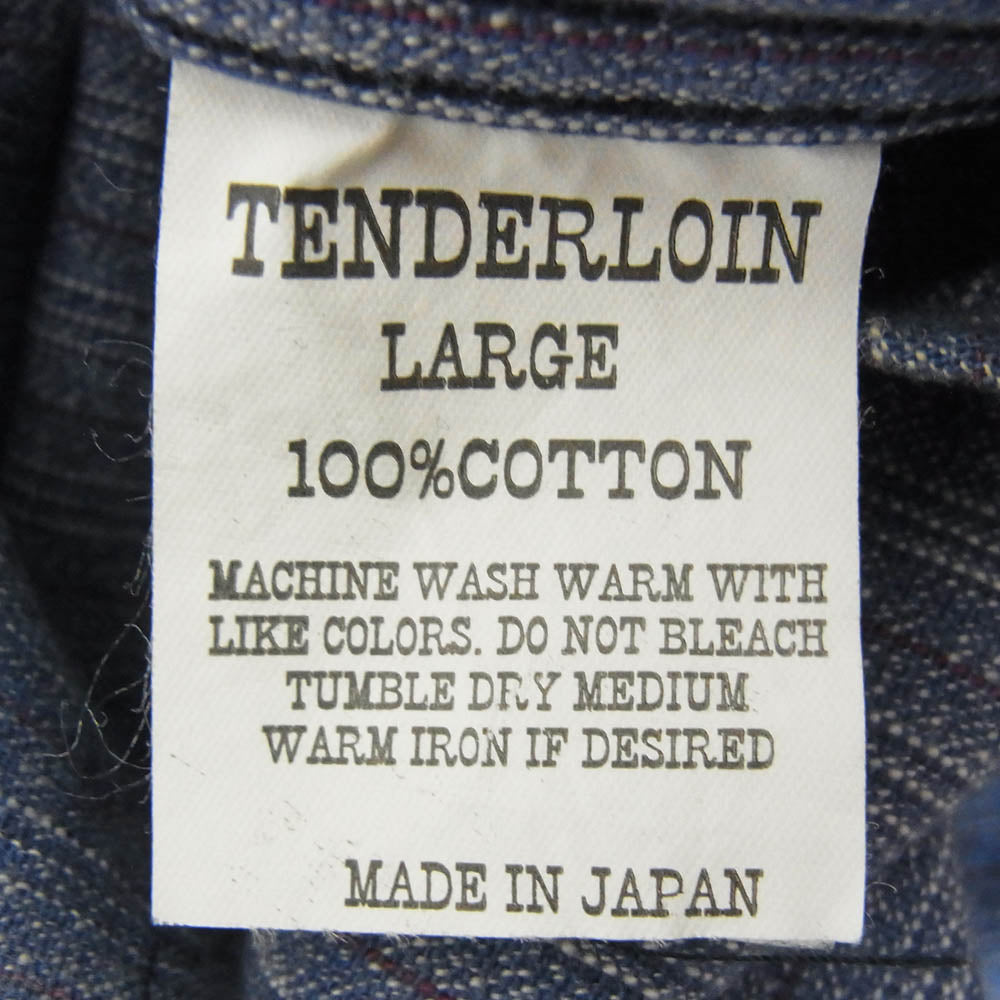 TENDERLOIN
LARGE
100%COTTON
MACHINE WASH WARM WITH
LIKE COLORS. DO NOT BLEACH
TUMBLE DRY MEDIUM
WARM IRON IF DESIRED
MADE IN JAPAN